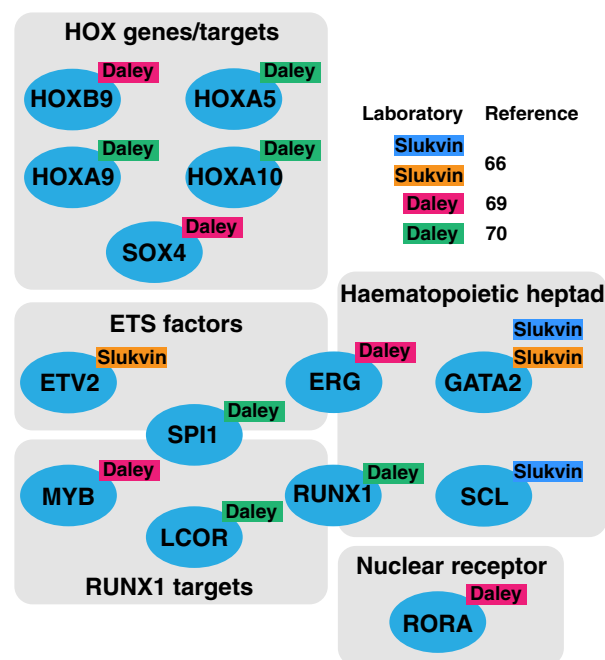 HOX genes/targets
Daley
HOXB9
Daley
HOXA5
Daley
HOXA9
Daley
HOXA10
Daley
SOX4
Laboratory Reference
Slukvin
Slukvin
66
Daley 69
Daley 70
ETS factors
Slukvin
ETV2
Daley
SPI1
Haematopoietic heptad
Daley
ERG
Slukvin
Slukvin
GATA2
Daley
RUNX1
Slukvin
SCL
Daley
MYB
Daley
LCOR
RUNX1 targets
Nuclear receptor
Daley
RORA